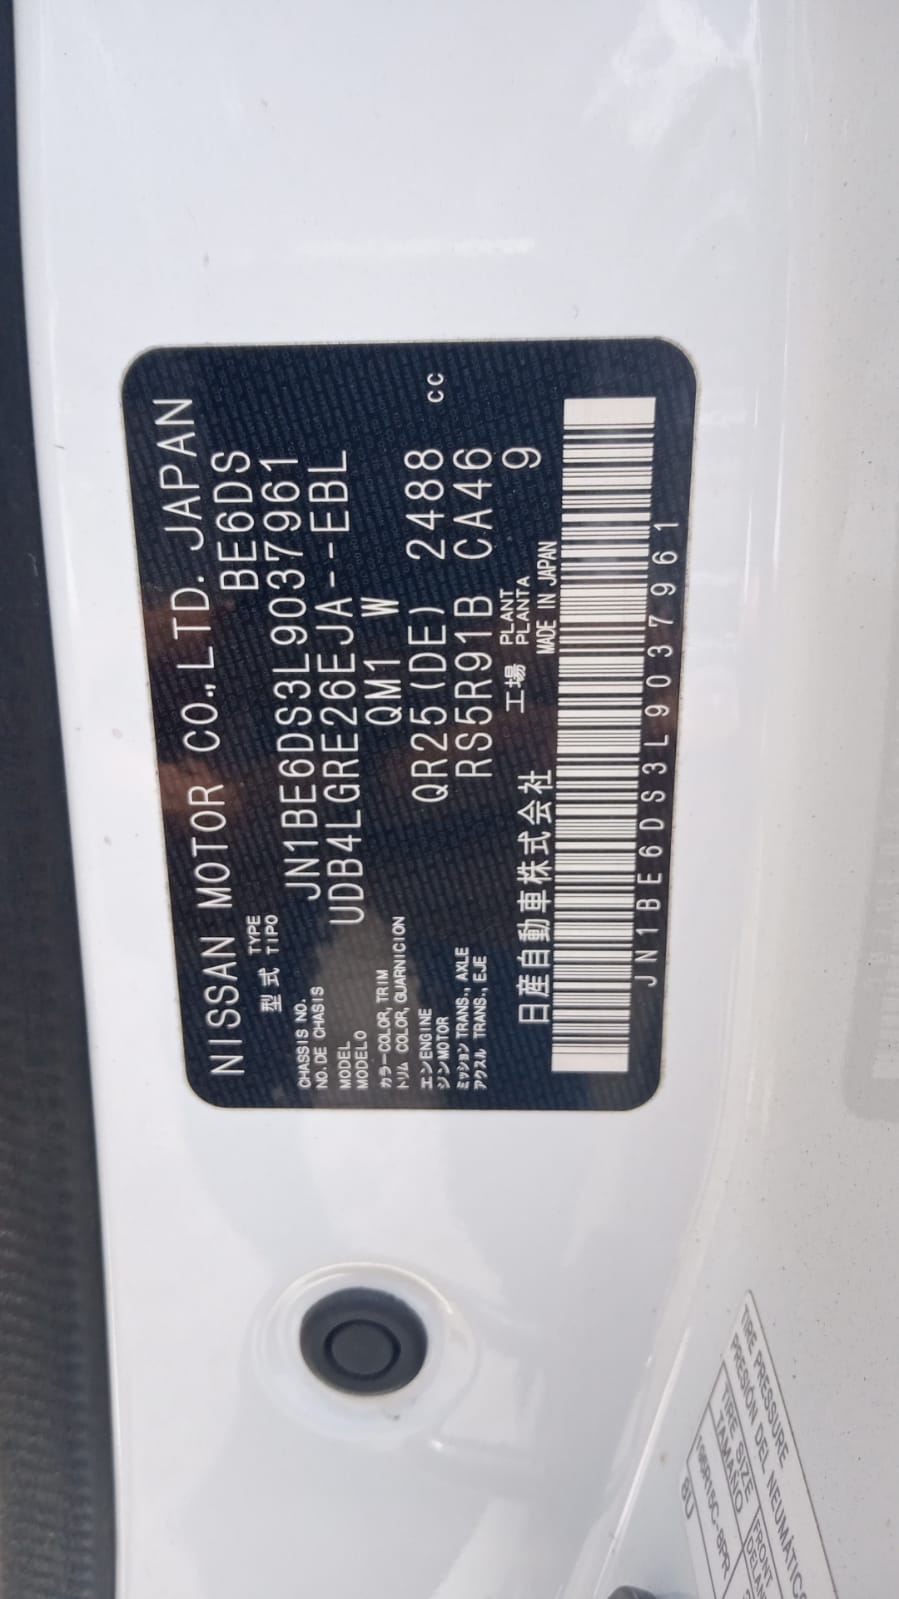 NISSAN MOTOR CO.,LTD. JAPAN
型式 TYPE TIPO BE6DS
CHASSIS NO.
NO.DE CHASIS JN1BE6DS3L9037961
MODEL
MODELO UDB4LGRE26EJA--EBL
カラー COLOR,TRIM
トリム COLOR,GUARNICION QM1 W
エンジン ENGINE MOTOR QR25(DE) 2488 cc
ミッション TRANS., AXLE
アクスル TRANS., EJE RS5R91B CA46
工場 PLANT PLANTA 9
日産自動車株式会社 MADE IN JAPAN
JN1BE6DS3L9037961
TIRE PRESSURE
PRESIÓN DEL
TIRE SIZE
TAMAÑO
FRONT
195R15C-8PR